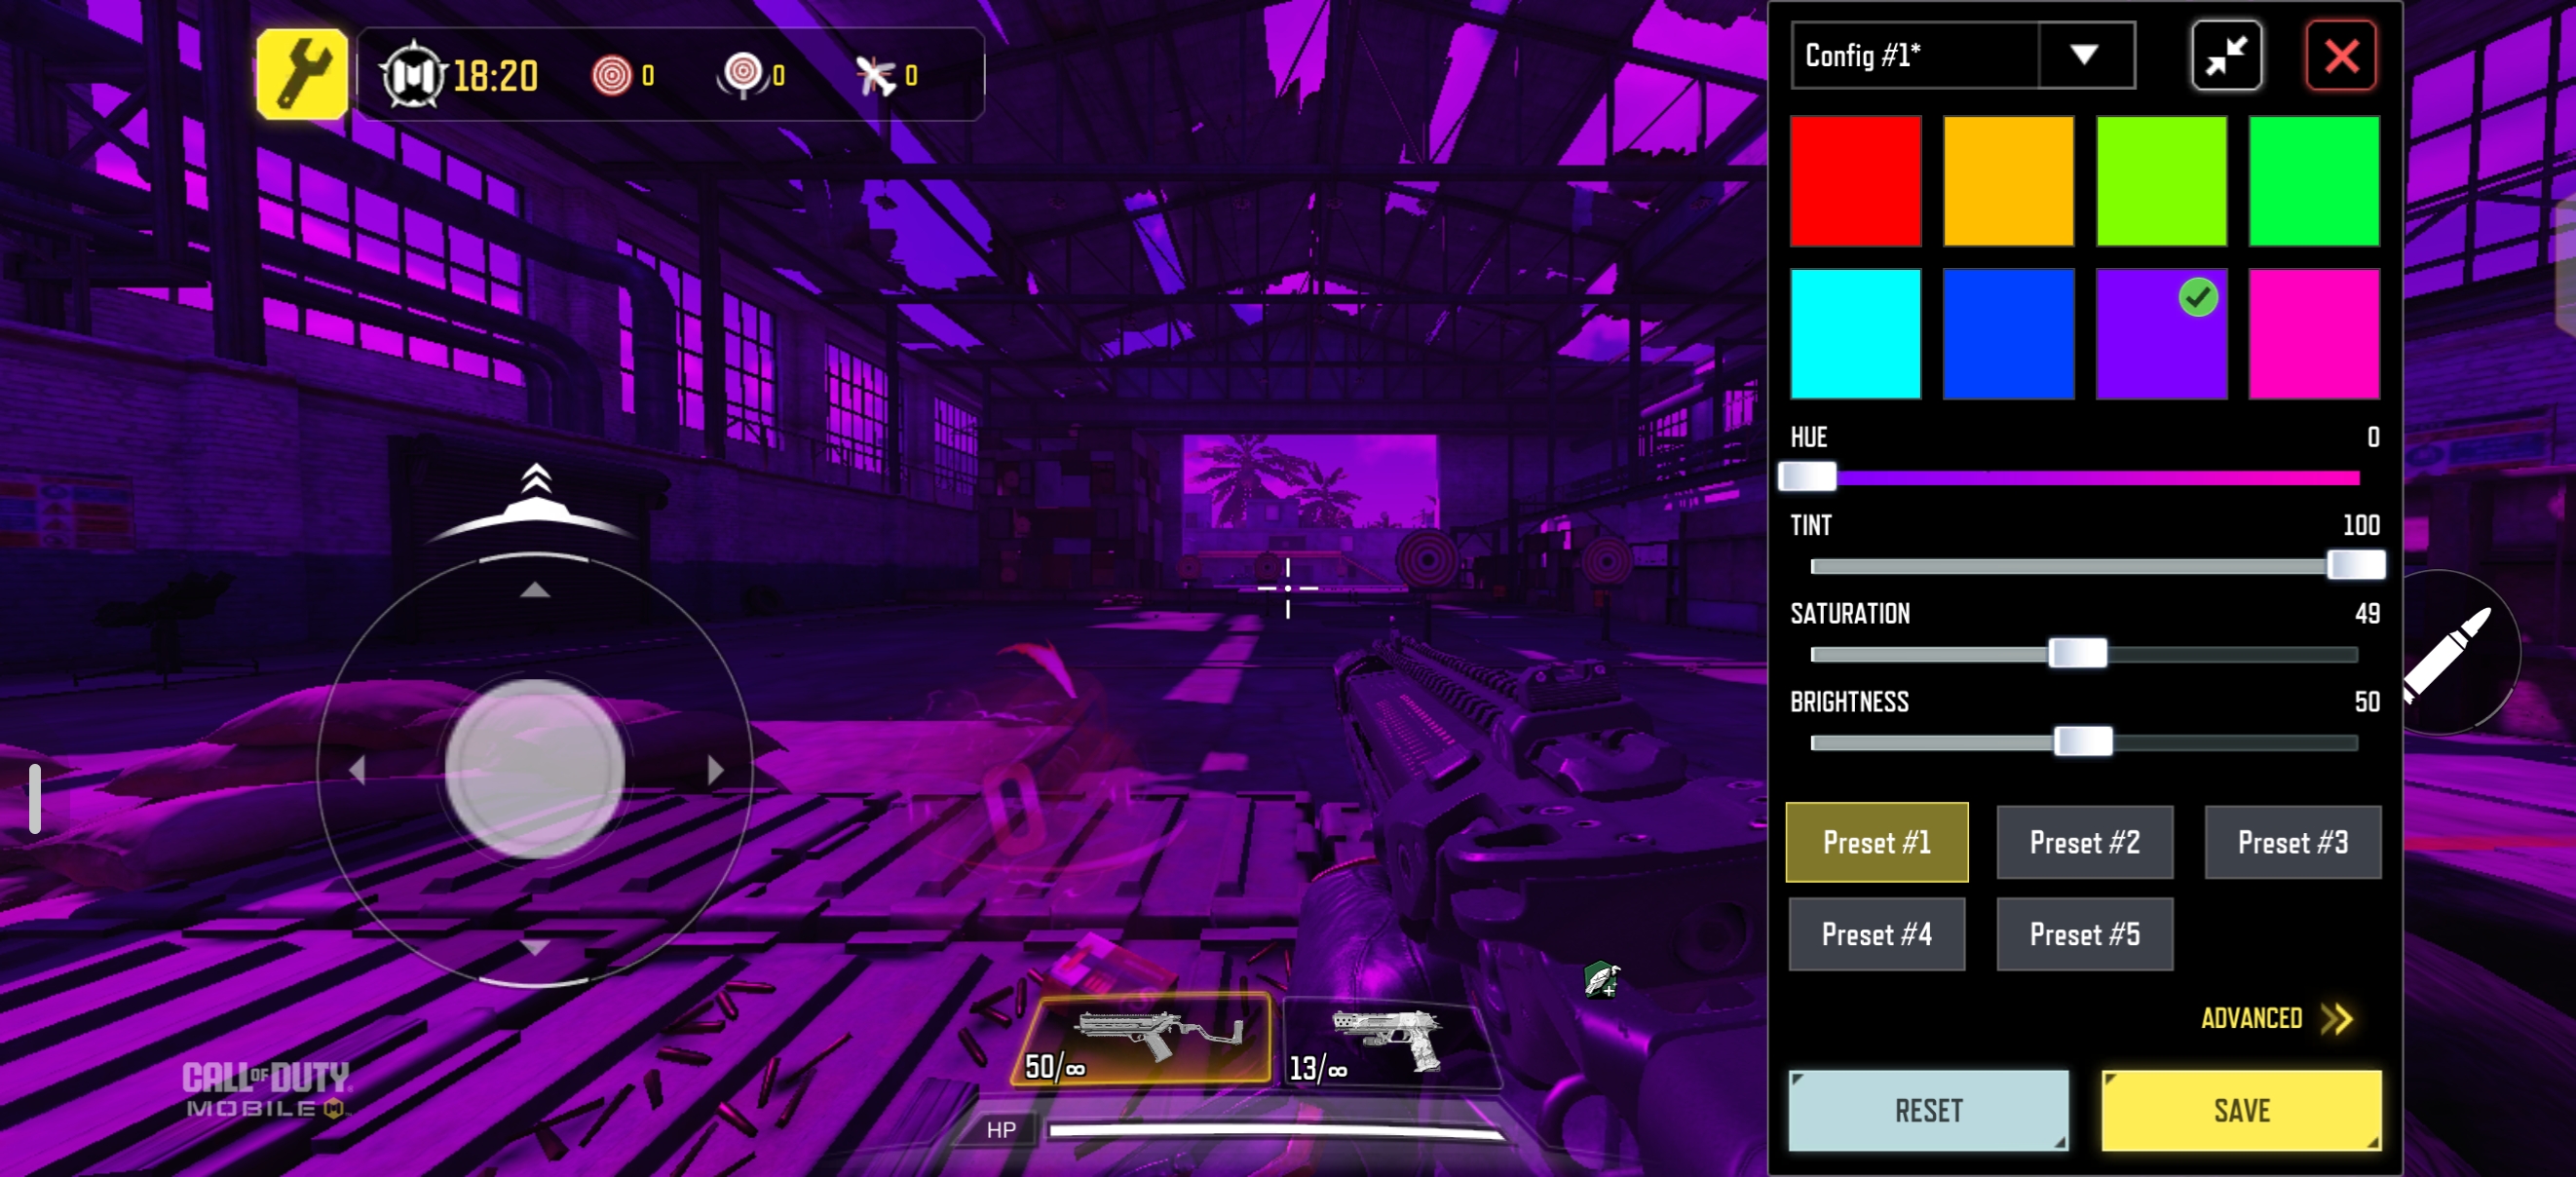 18:20
0
0
0
Config #1*
HUE 0
TINT 100
SATURATION 49
BRIGHTNESS 50
Preset #1
Preset #2
Preset #3
Preset #4
Preset #5
ADVANCED
RESET
SAVE
0
50/∞
13/∞
HP
CALL OF DUTY
MOBILE